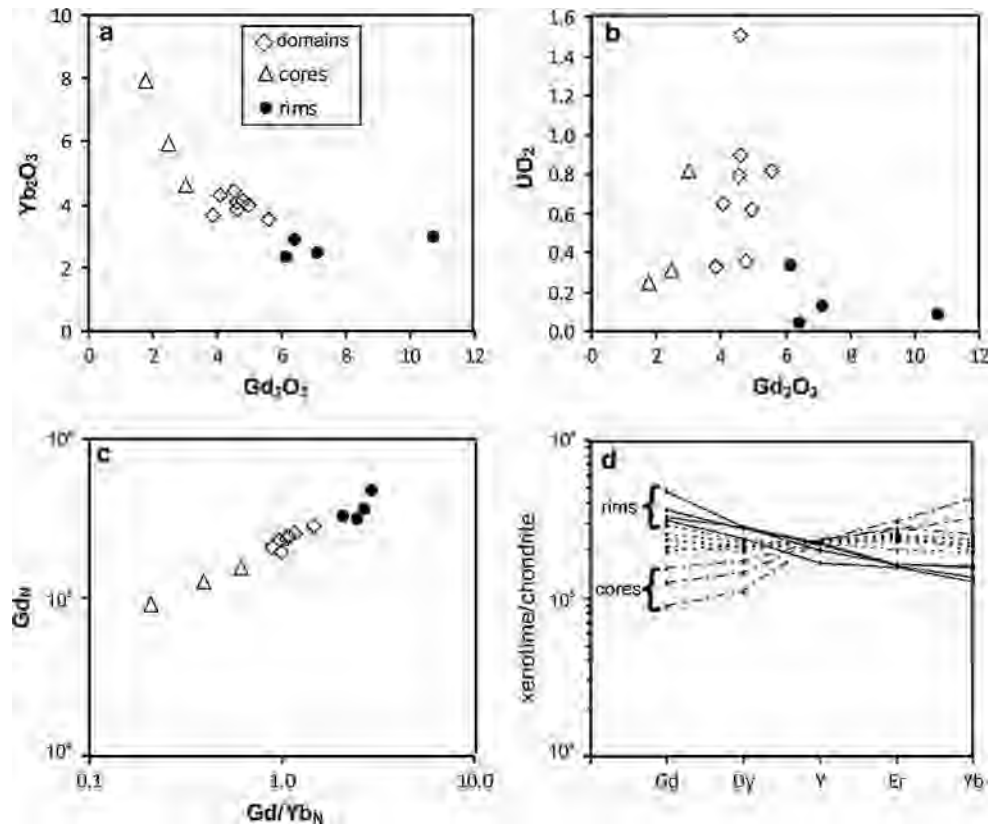 a
domains
cores
rims
Yb₂O₃
10
8
6
4
2
0
0 2 4 6 8 10 12
Gd₂O₃
b
UO₂
1.6
1.4
1.2
1.0
0.8
0.6
0.4
0.2
0.0
0 2 4 6 8 10 12
Gd₂O₃
c
Gd_N
0.1 1.0 10.0
Gd/Yb_N
d
xenotime/chondrie
rims
cores
Gd Dy Y Er Yb